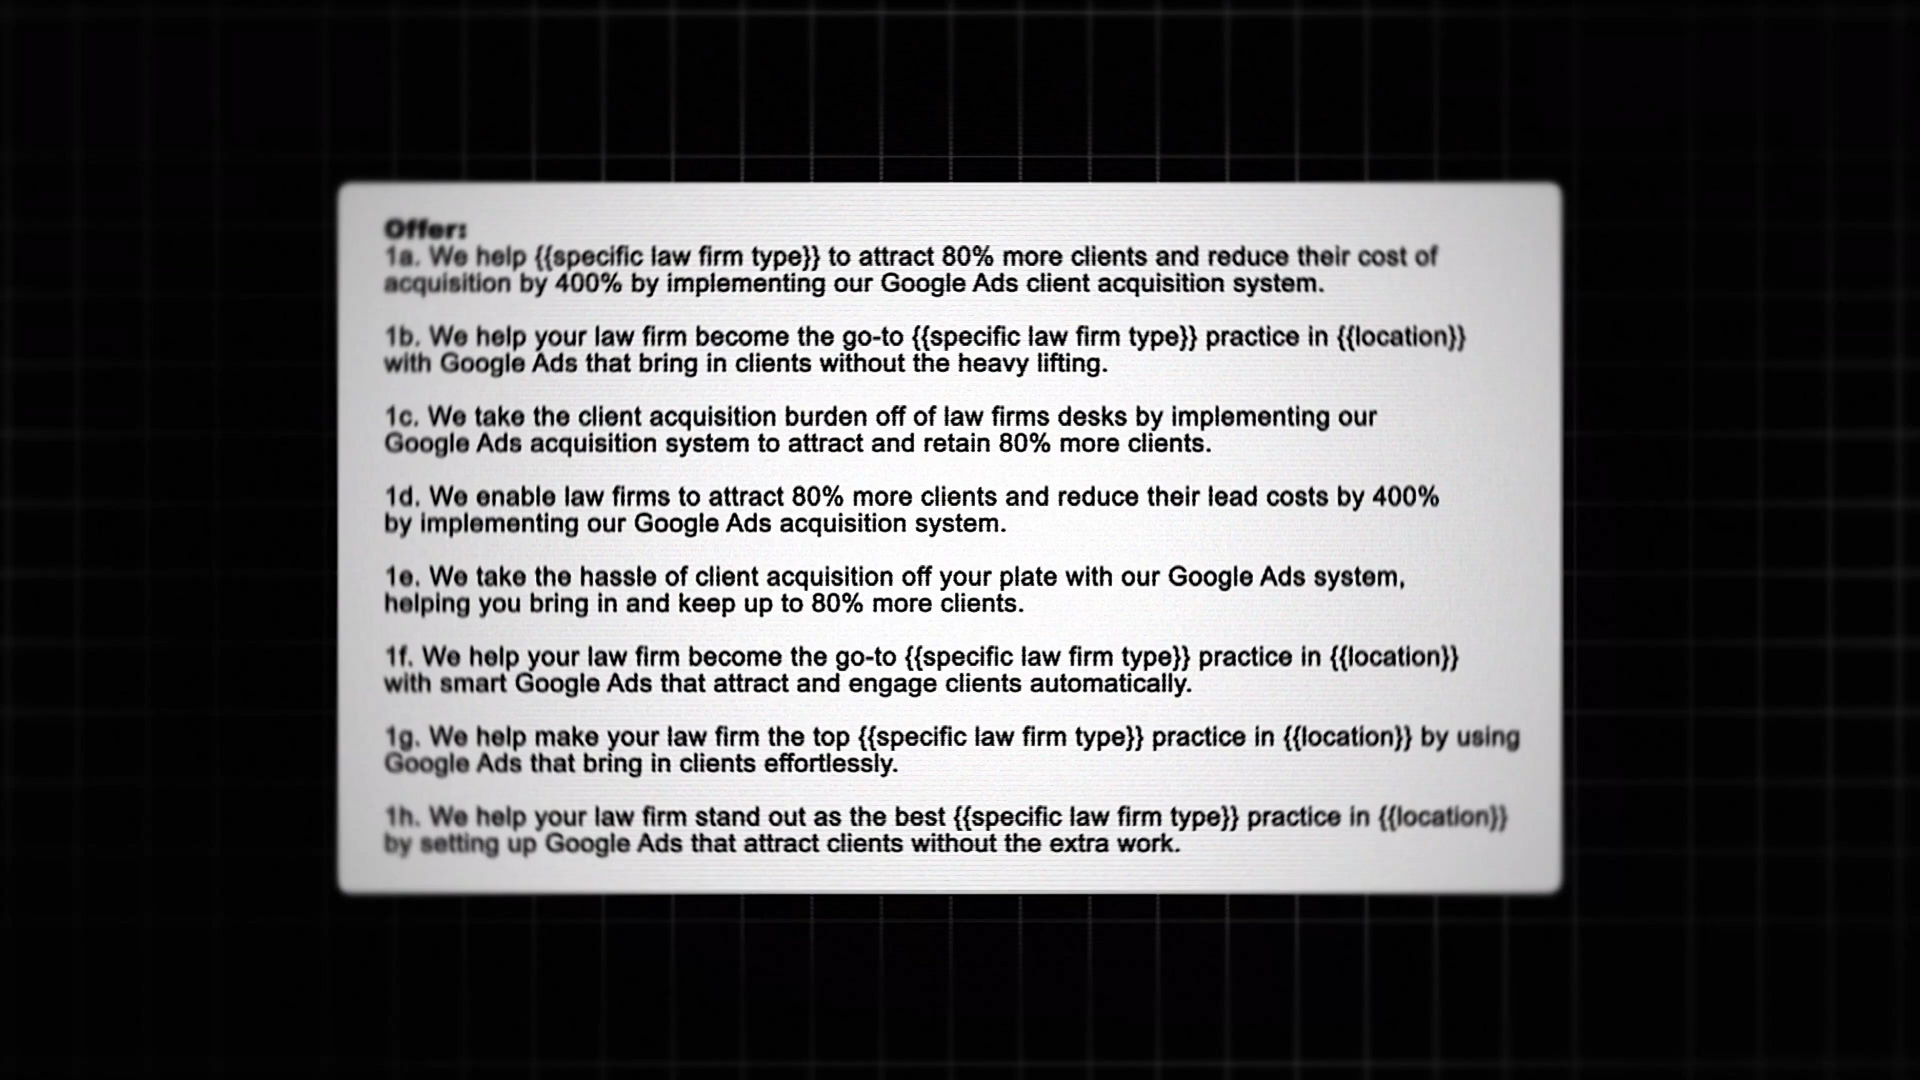 Offer:
1a. We help {{specific law firm type}} to attract 80% more clients and reduce their cost of
acquisition by 400% by implementing our Google Ads client acquisition system.
1b. We help your law firm become the go-to {{specific law firm type}} practice in {{location}}
with Google Ads that bring in clients without the heavy lifting.
1c. We take the client acquisition burden off of law firms desks by implementing our
Google Ads acquisition system to attract and retain 80% more clients.
1d. We enable law firms to attract 80% more clients and reduce their lead costs by 400%
by implementing our Google Ads acquisition system.
1e. We take the hassle of client acquisition off your plate with our Google Ads system,
helping you bring in and keep up to 80% more clients.
1f. We help your law firm become the go-to {{specific law firm type}} practice in {{location}}
with smart Google Ads that attract and engage clients automatically.
1g. We help make your law firm the top {{specific law firm type}} practice in {{location}} by using
Google Ads that bring in clients effortlessly.
1h. We help your law firm stand out as the best {{specific law firm type}} practice in {{location}}
by setting up Google Ads that attract clients without the extra work.